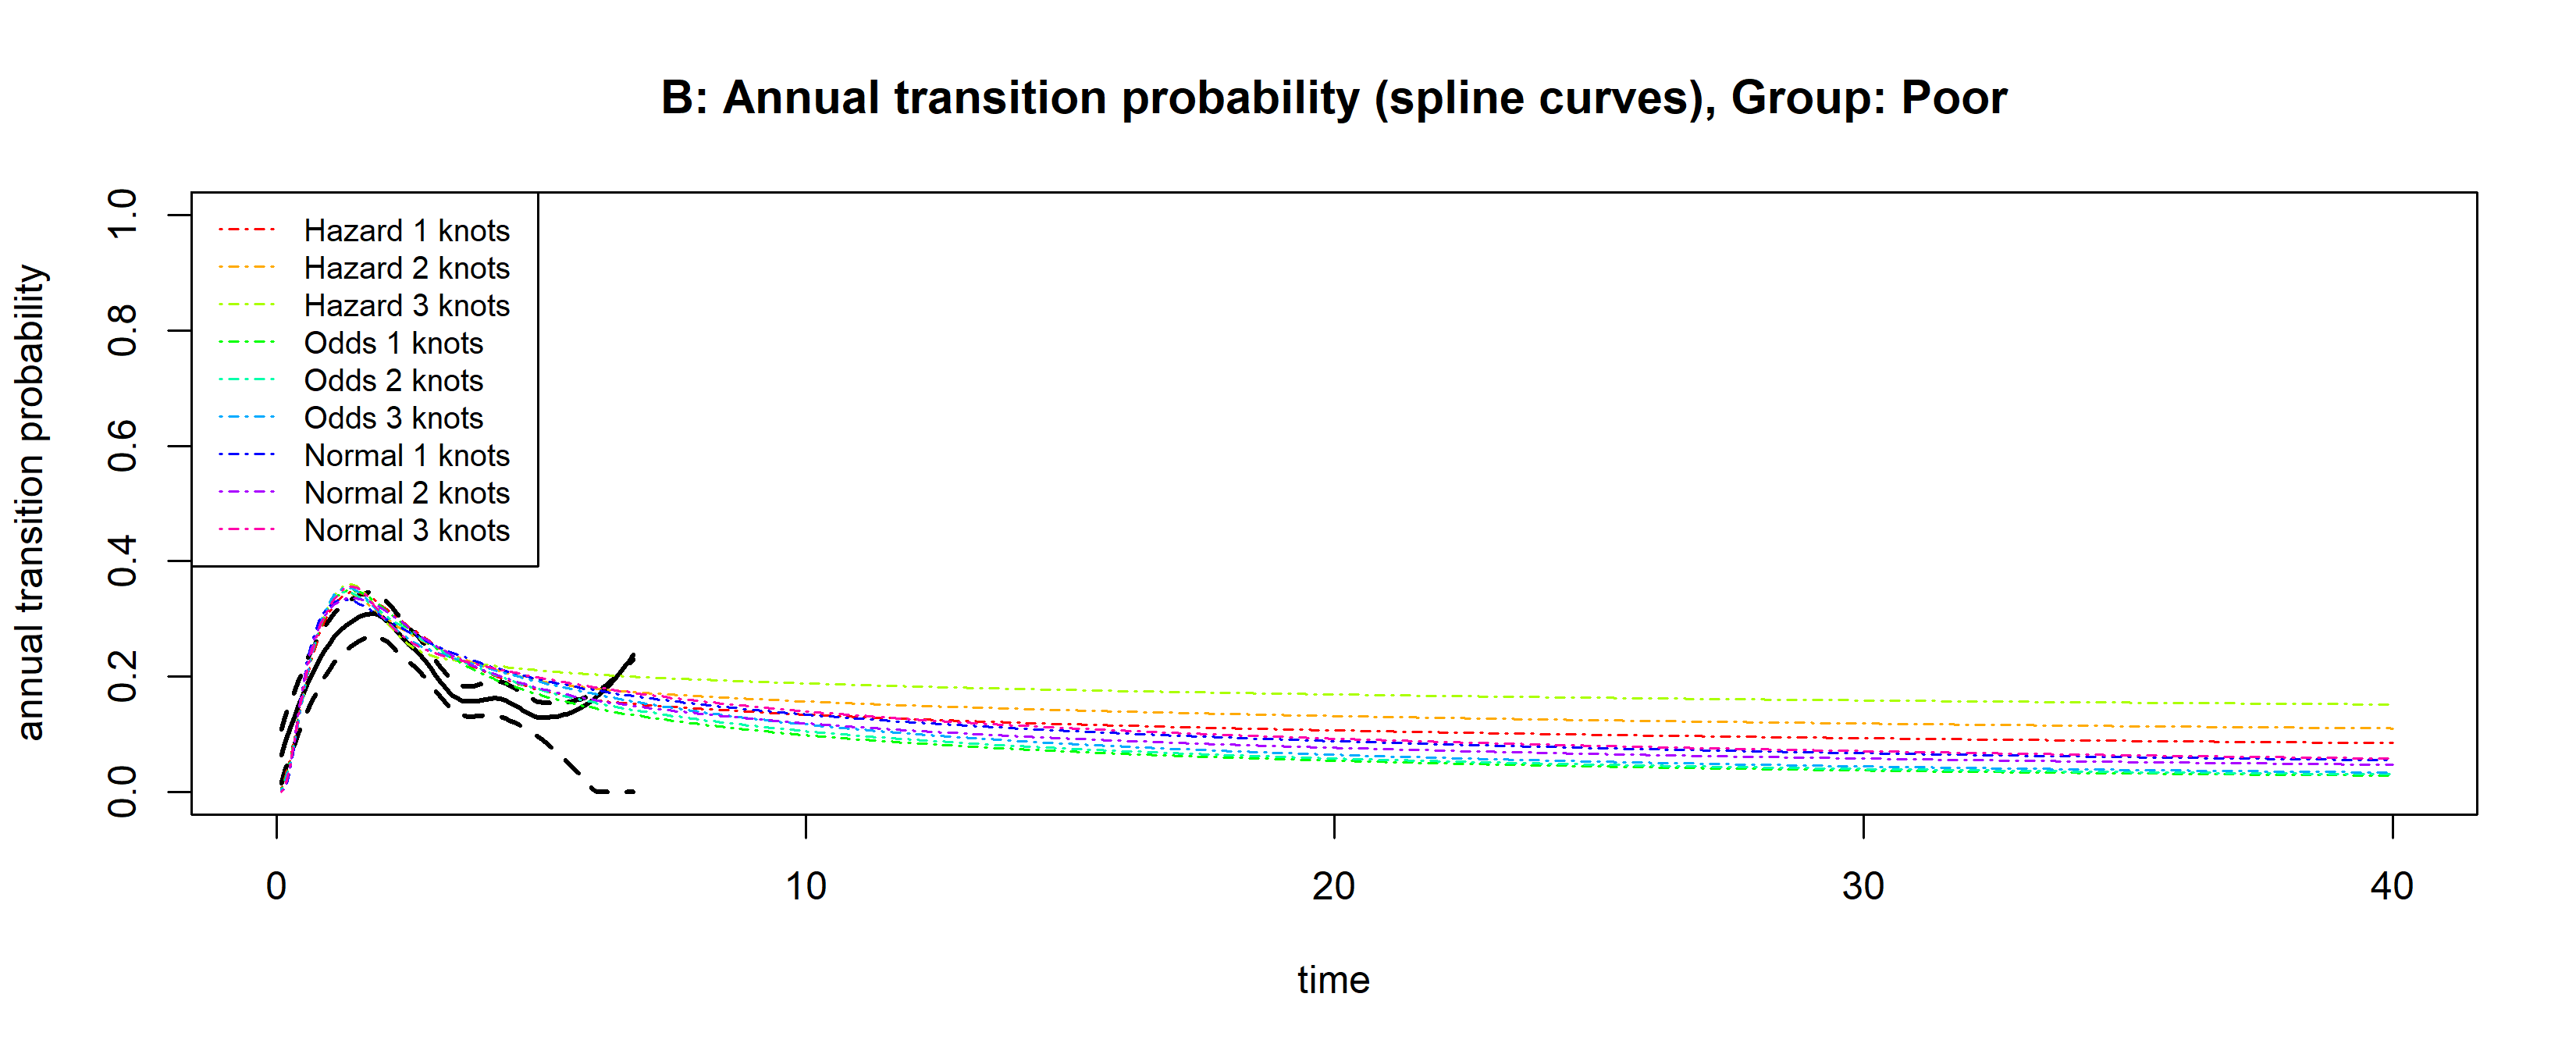 B: Annual transition probability (spline curves), Group: Poor
annual transition probability
1.0
0.8
0.6
0.4
0.2
0.0
Hazard 1 knots
Hazard 2 knots
Hazard 3 knots
Odds 1 knots
Odds 2 knots
Odds 3 knots
Normal 1 knots
Normal 2 knots
Normal 3 knots
0 10 20 30 40
time